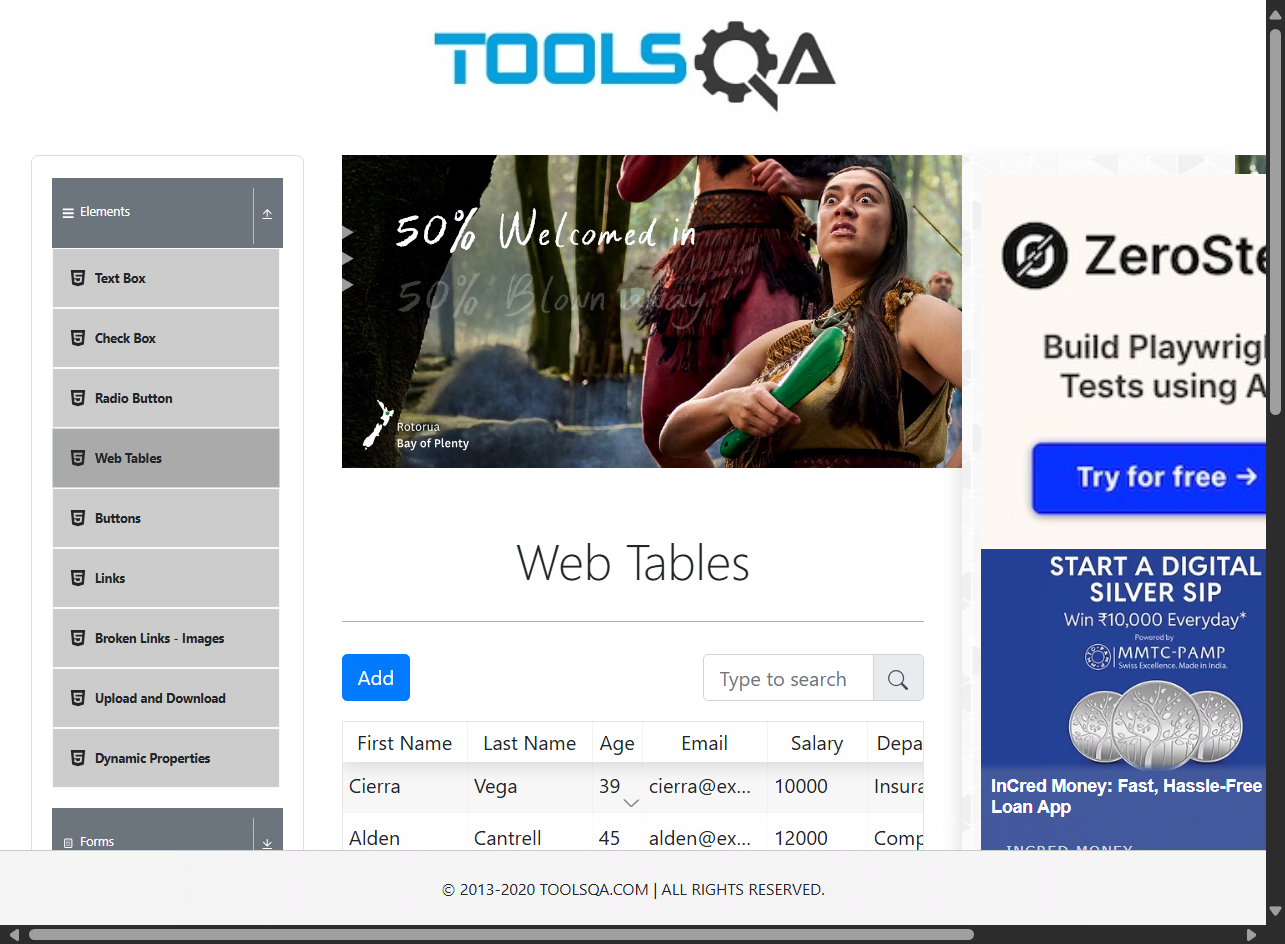 TOOLSQA
Elements
Text Box
Check Box
Radio Button
Web Tables
Buttons
Links
Broken Links - Images
Upload and Download
Dynamic Properties
Forms
50% Welcomed in
50% Blown away
Rotorua
Bay of Plenty
Web Tables
Add
Type to search
First Name Last Name Age Email Salary Depa
Cierra Vega 39 cierra@ex... 10000 Insura
Alden Cantrell 45 alden@ex... 12000 Comp
ZeroSte
Build Playwrig
Tests using A
Try for free →
START A DIGITAL
SILVER SIP
Win ₹10,000 Everyday*
Powered by
MMTC-PAMP
Swiss Excellence. Made in India.
InCred Money: Fast, Hassle-Free
Loan App
INCRED MONEY
© 2013-2020 TOOLSQA.COM | ALL RIGHTS RESERVED.